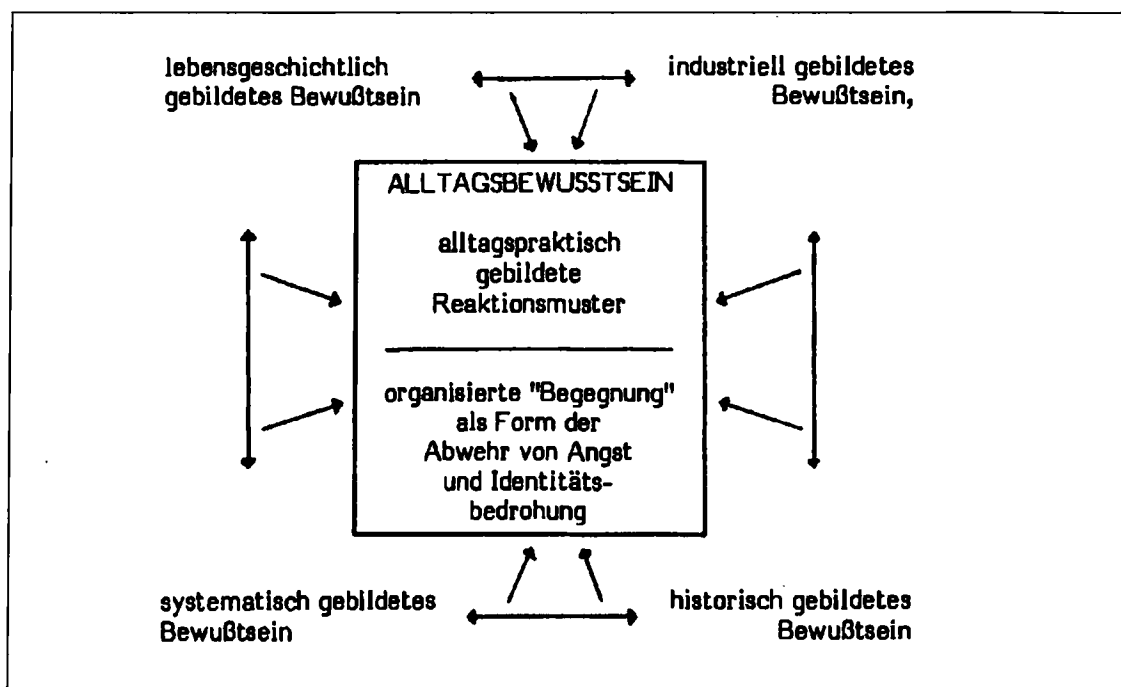 lebensgeschichtlich
gebildetes Bewußtsein
industriell gebildetes
Bewußtsein,
ALLTAGSBEWUSSTSEIN
alltagspraktisch
gebildete
Reaktionsmuster
organisierte "Begegnung"
als Form der
Abwehr von Angst
und Identitäts-
bedrohung
systematisch gebildetes
Bewußtsein
historisch gebildetes
Bewußtsein